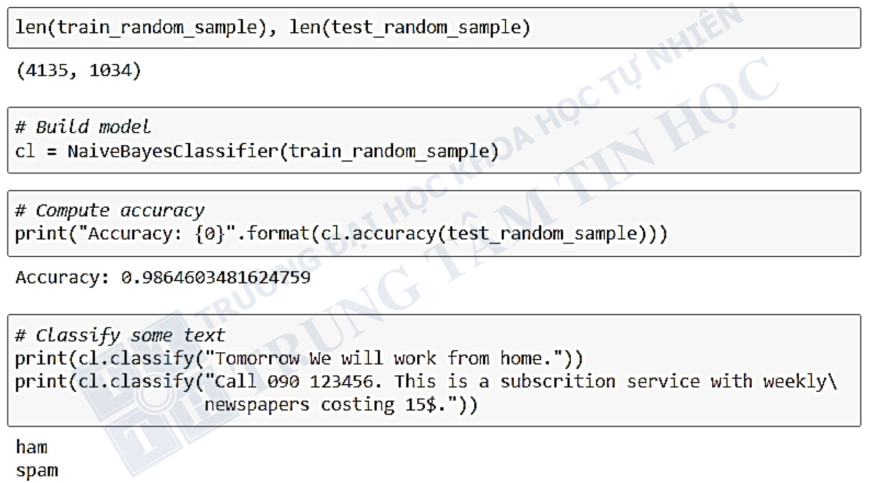 len(train_random_sample), len(test_random_sample)
(4135, 1034)
# Build model
cl = NaiveBayesClassifier(train_random_sample)
# Compute accuracy
print("Accuracy: {0}".format(cl.accuracy(test_random_sample)))
Accuracy: 0.9864603481624759
# Classify some text
print(cl.classify("Tomorrow We will work from home."))
print(cl.classify("Call 090 123456. This is a subscrition service with weekly\
newspapers costing 15$."))
ham
spam
TRƯỜNG ĐẠI HỌC KHOA HỌC TỰ NHIÊN
TRUNG TÂM TIN HỌC